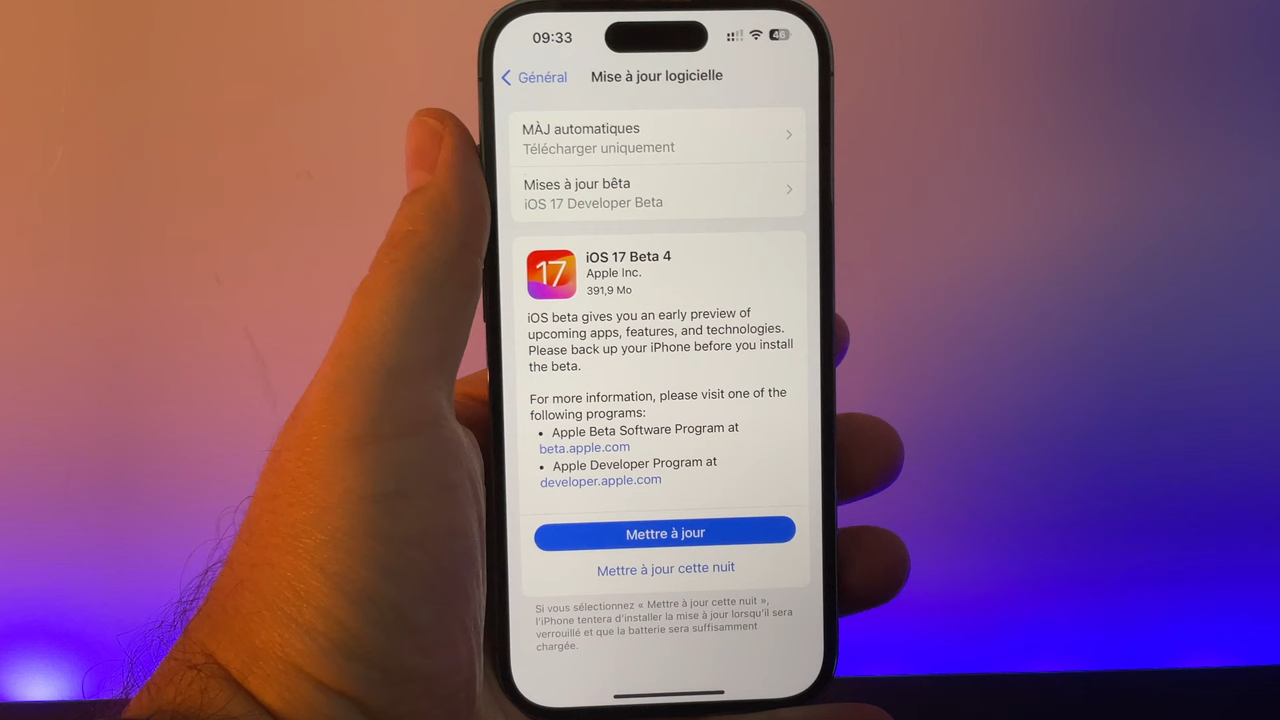 09:33
46
Général
Mise à jour logicielle
MÀJ automatiques
Télécharger uniquement
Mises à jour bêta
iOS 17 Developer Beta
17
iOS 17 Beta 4
Apple Inc.
391,9 Mo
iOS beta gives you an early preview of
upcoming apps, features, and technologies.
Please back up your iPhone before you install
the beta.
For more information, please visit one of the
following programs:
• Apple Beta Software Program at
beta.apple.com
• Apple Developer Program at
developer.apple.com
Mettre à jour
Mettre à jour cette nuit
Si vous sélectionnez « Mettre à jour cette nuit »,
l'iPhone tentera d'installer la mise à jour lorsqu'il sera
verrouillé et que la batterie sera suffisamment
chargée.